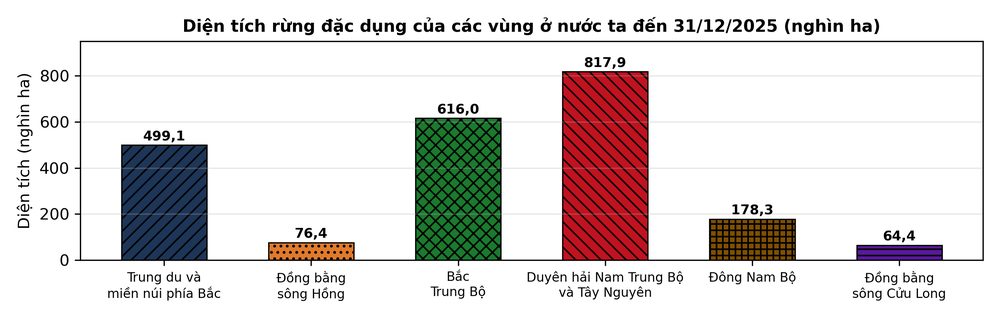 Diện tích rừng đặc dụng của các vùng ở nước ta đến 31/12/2025 (nghìn ha)
Diện tích (nghìn ha)
800
600
400
200
0
499,1
76,4
616,0
817,9
178,3
64,4
Trung du và
miền núi phía Bắc
Đồng bằng
sông Hồng
Bắc
Trung Bộ
Duyên hải Nam Trung Bộ
và Tây Nguyên
Đông Nam Bộ
Đồng bằng
sông Cửu Long